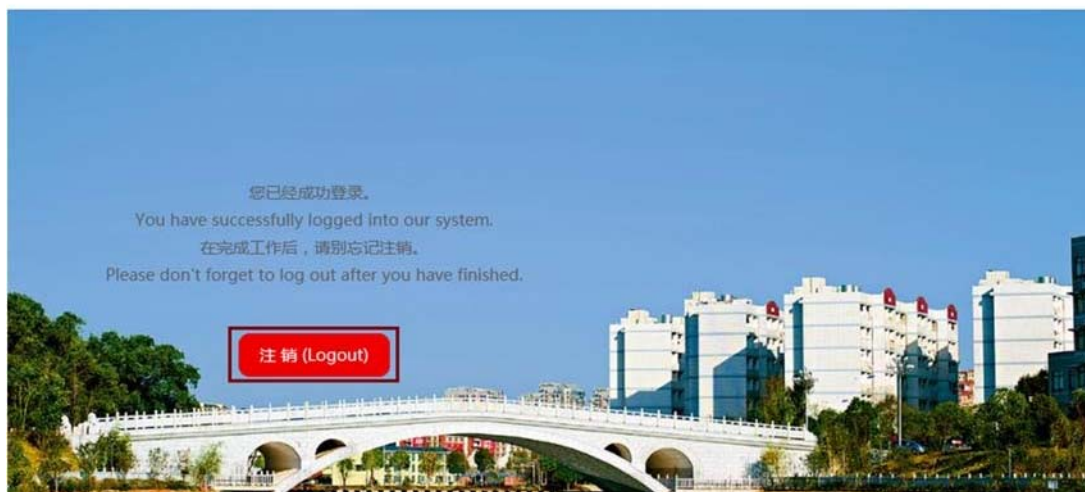 您已经成功登录。
You have successfully logged into our system.
在完成工作后，请别忘记注销。
Please don't forget to log out after you have finished.
注 销 (Logout)